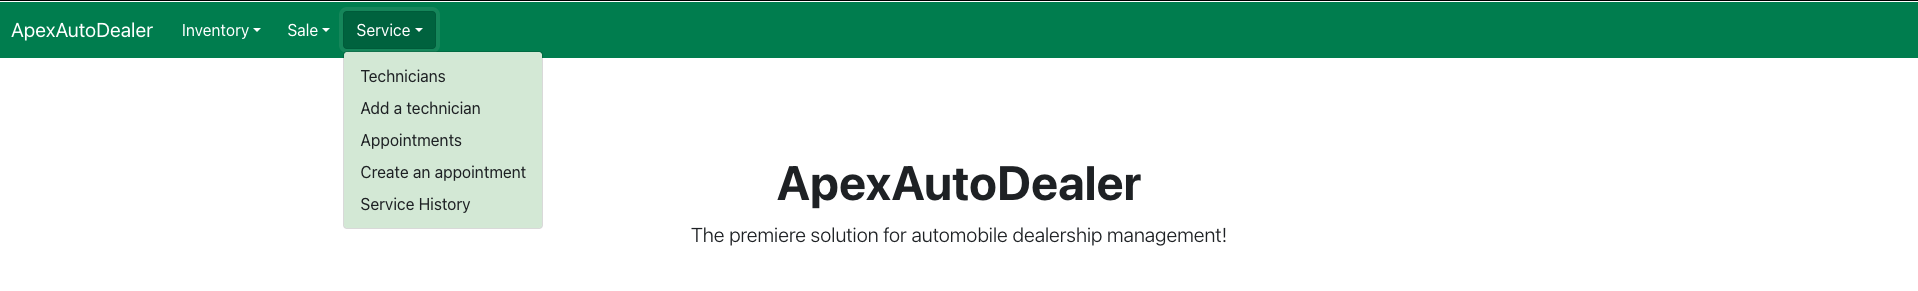 ApexAutoDealer Inventory Sale Service
Technicians
Add a technician
Appointments
Create an appointment
Service History
ApexAutoDealer
The premiere solution for automobile dealership management!